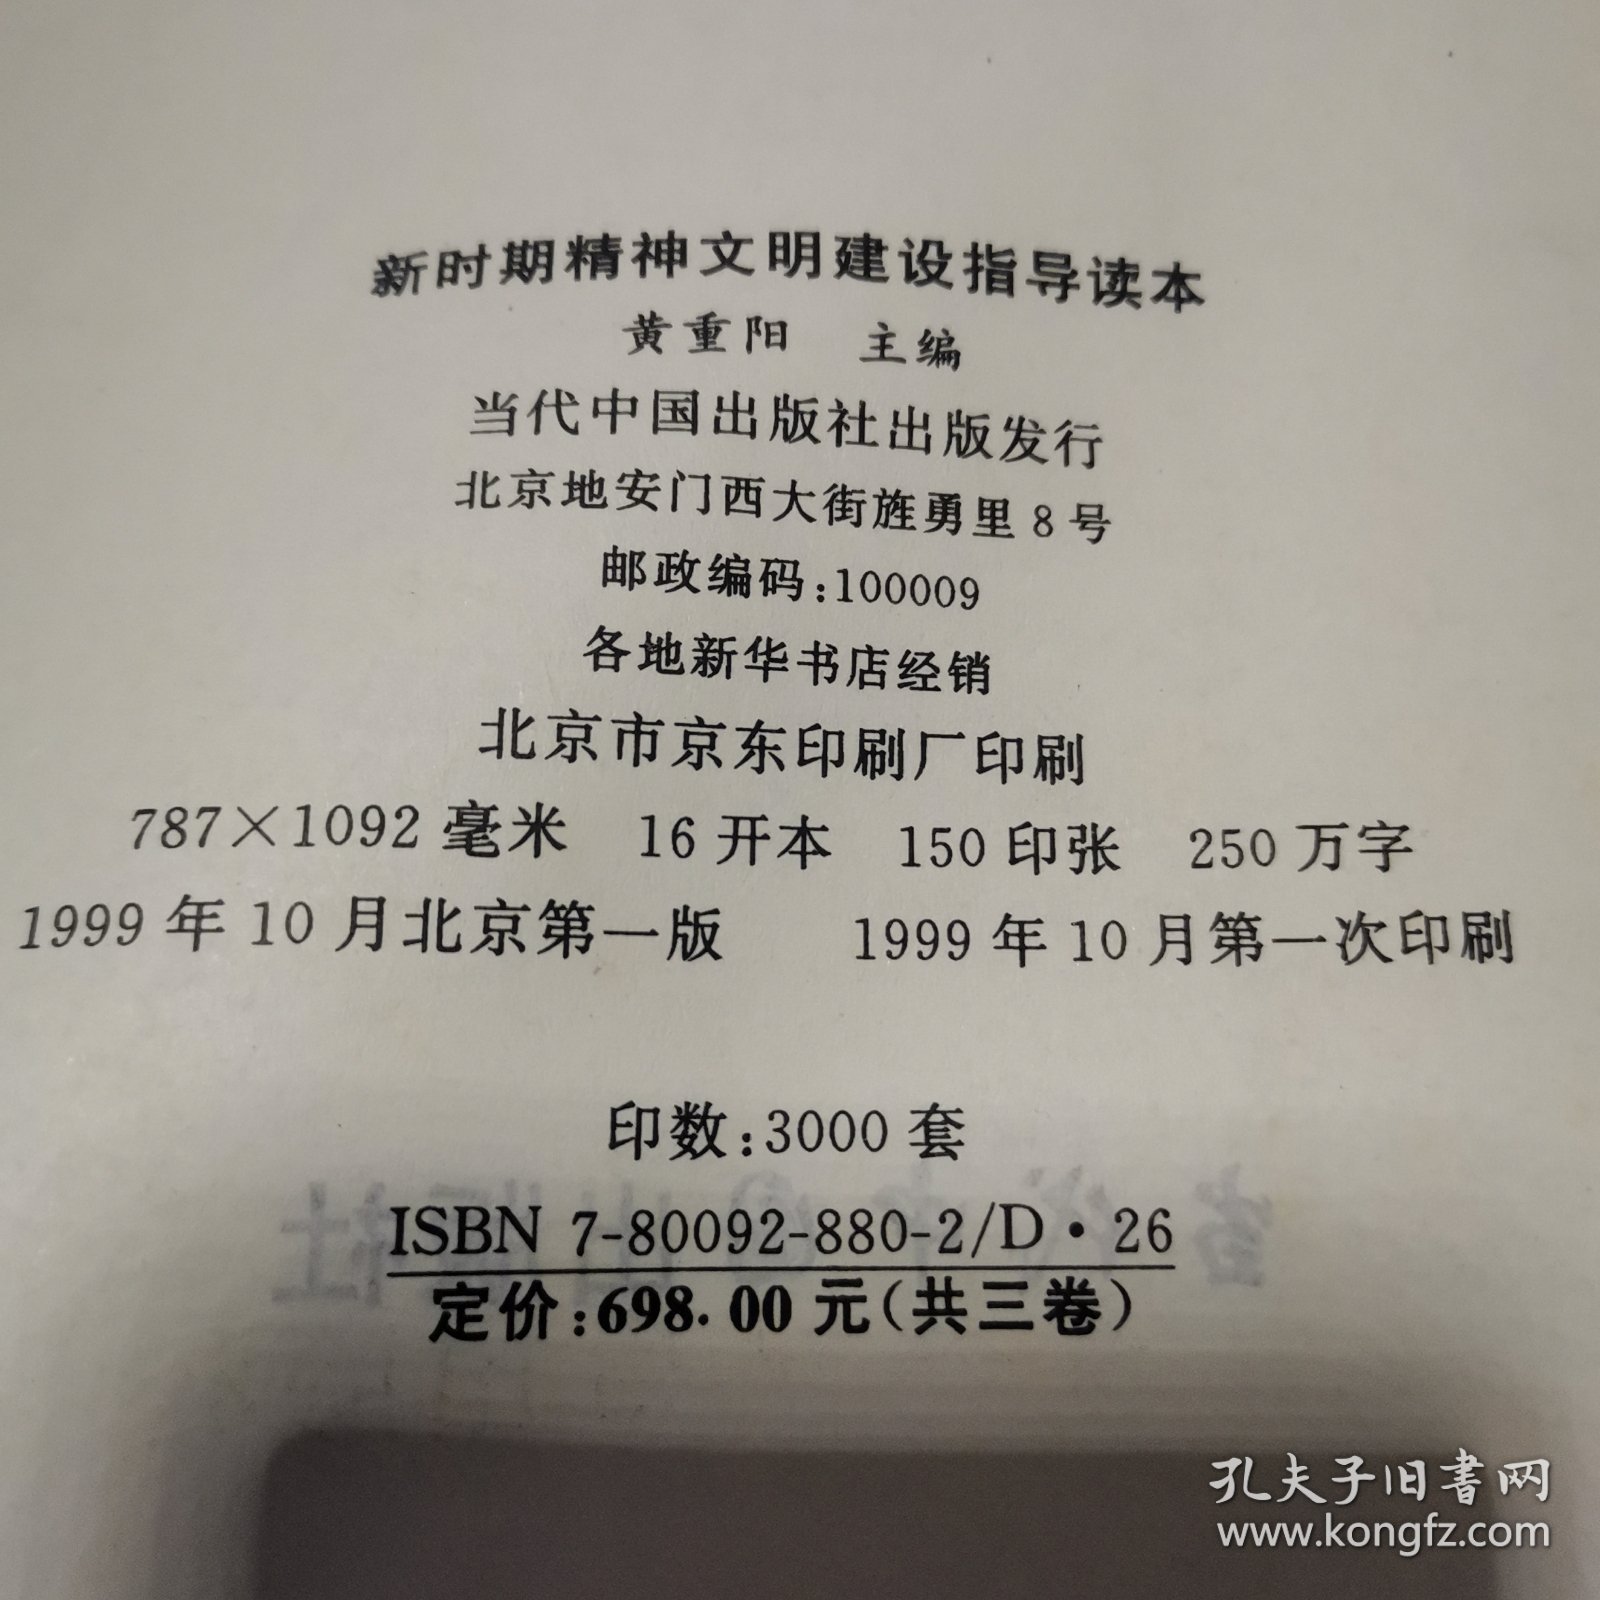 新时期精神文明建设指导读本
黄重阳 主编
当代中国出版社出版发行
北京地安门西大街旌勇里8号
邮政编码:100009
各地新华书店经销
北京市京东印刷厂印刷
787×1092毫米 16开本 150印张 250万字
1999年10月北京第一版 1999年10月第一次印刷
印数:3000套
ISBN 7-80092-880-2/D·26
定价:698.00元(共三卷)
孔夫子旧书网
www.kongfz.com